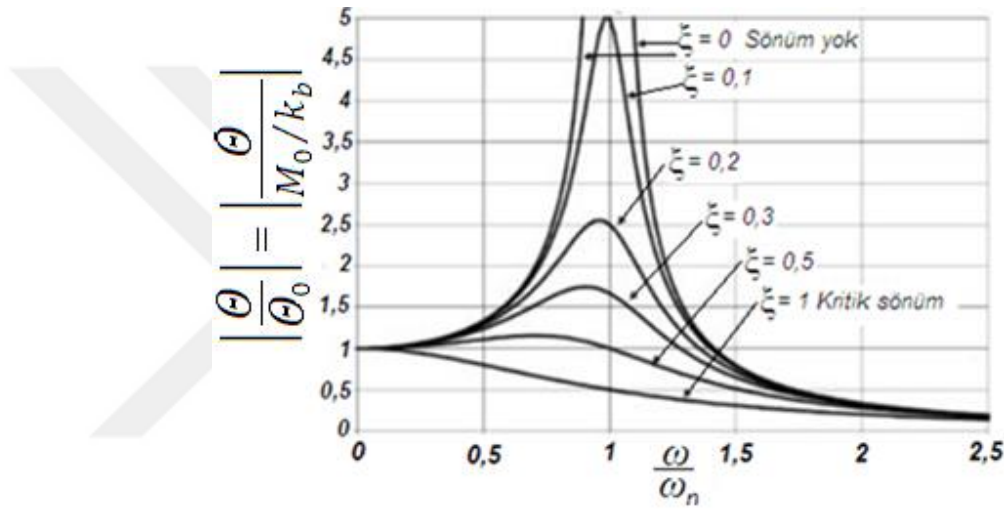 5
4,5
4
3,5
3
2,5
2
1,5
1
0,5
0
|Θ/Θ₀| = |Θ/(M₀/k_b)|
ξ = 0 Sönüm yok
ξ = 0,1
ξ = 0,2
ξ = 0,3
ξ = 0,5
ξ = 1 Kritik sönüm
0 0,5 1 1,5 2 2,5
ω/ωₙ